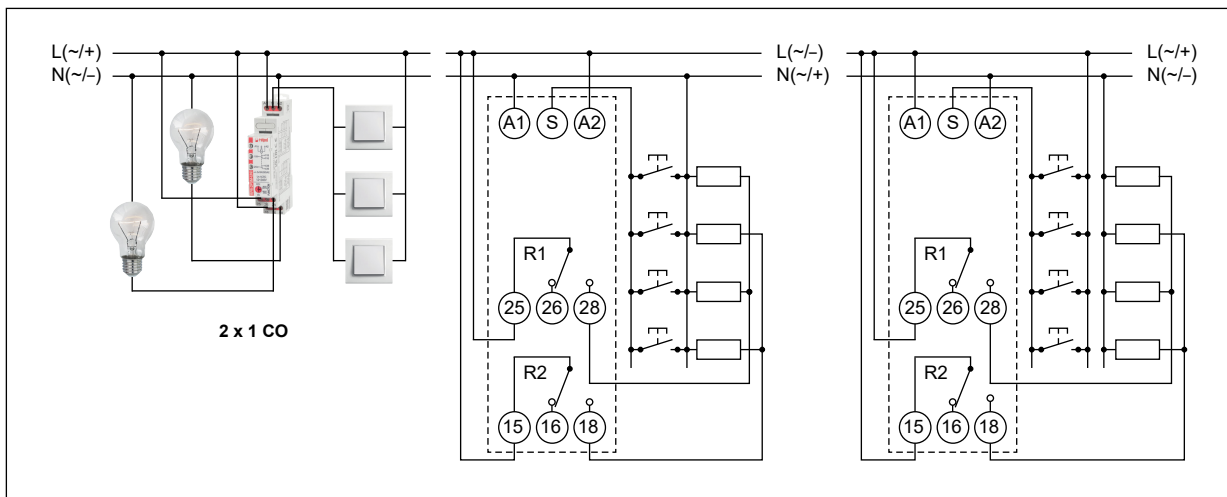 L(~/+)
N(~/–)
2 x 1 CO
A1 S A2
R1
25 26 28
R2
15 16 18
L(~/–)
N(~/+)
A1 S A2
R1
25 26 28
R2
15 16 18
L(~/+)
N(~/–)